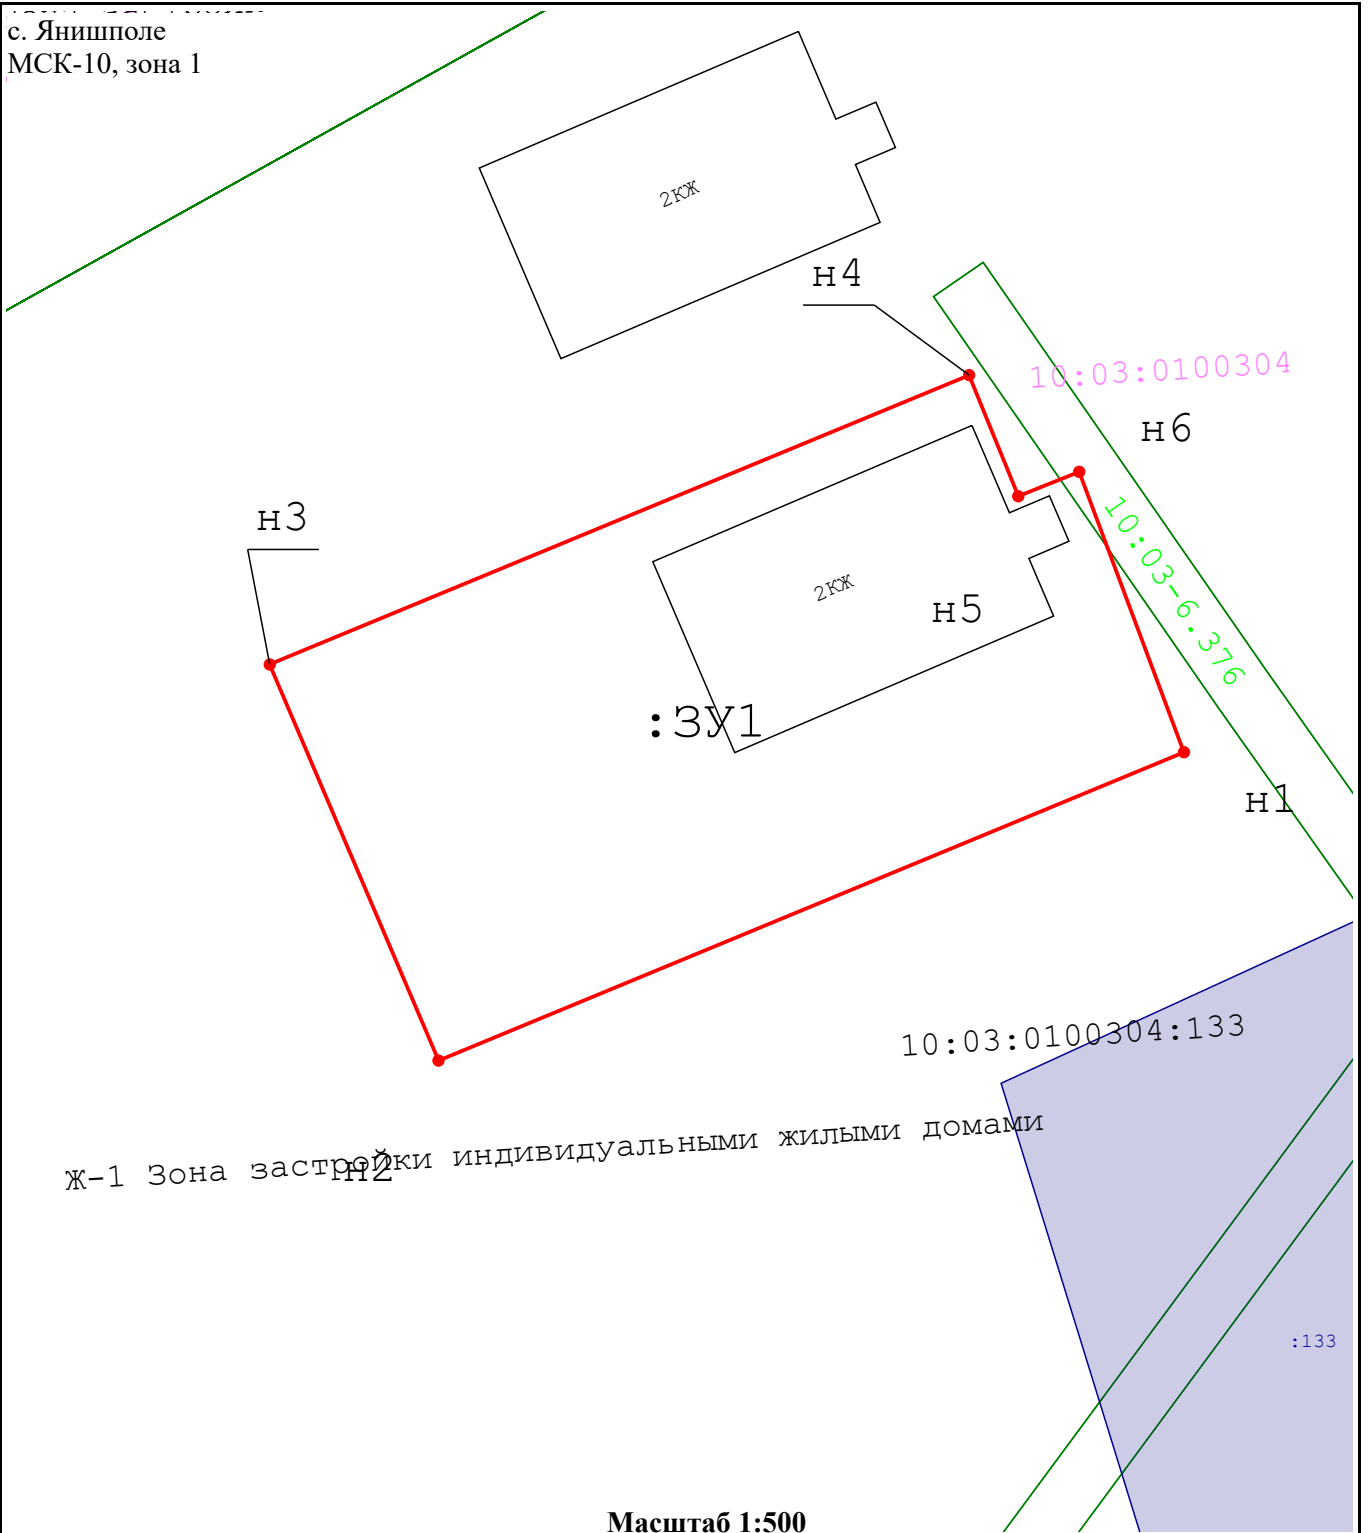 с. Янишполе
МСК-10, зона 1
2КЖ
н4
10:03:0100304
н6
н3
10:03-6.376
2КЖ
н5
:ЗУ1
н1
10:03:0100304:133
Ж-1 Зона застройки индивидуальными жилыми домами
н2
:133
Масштаб 1:500